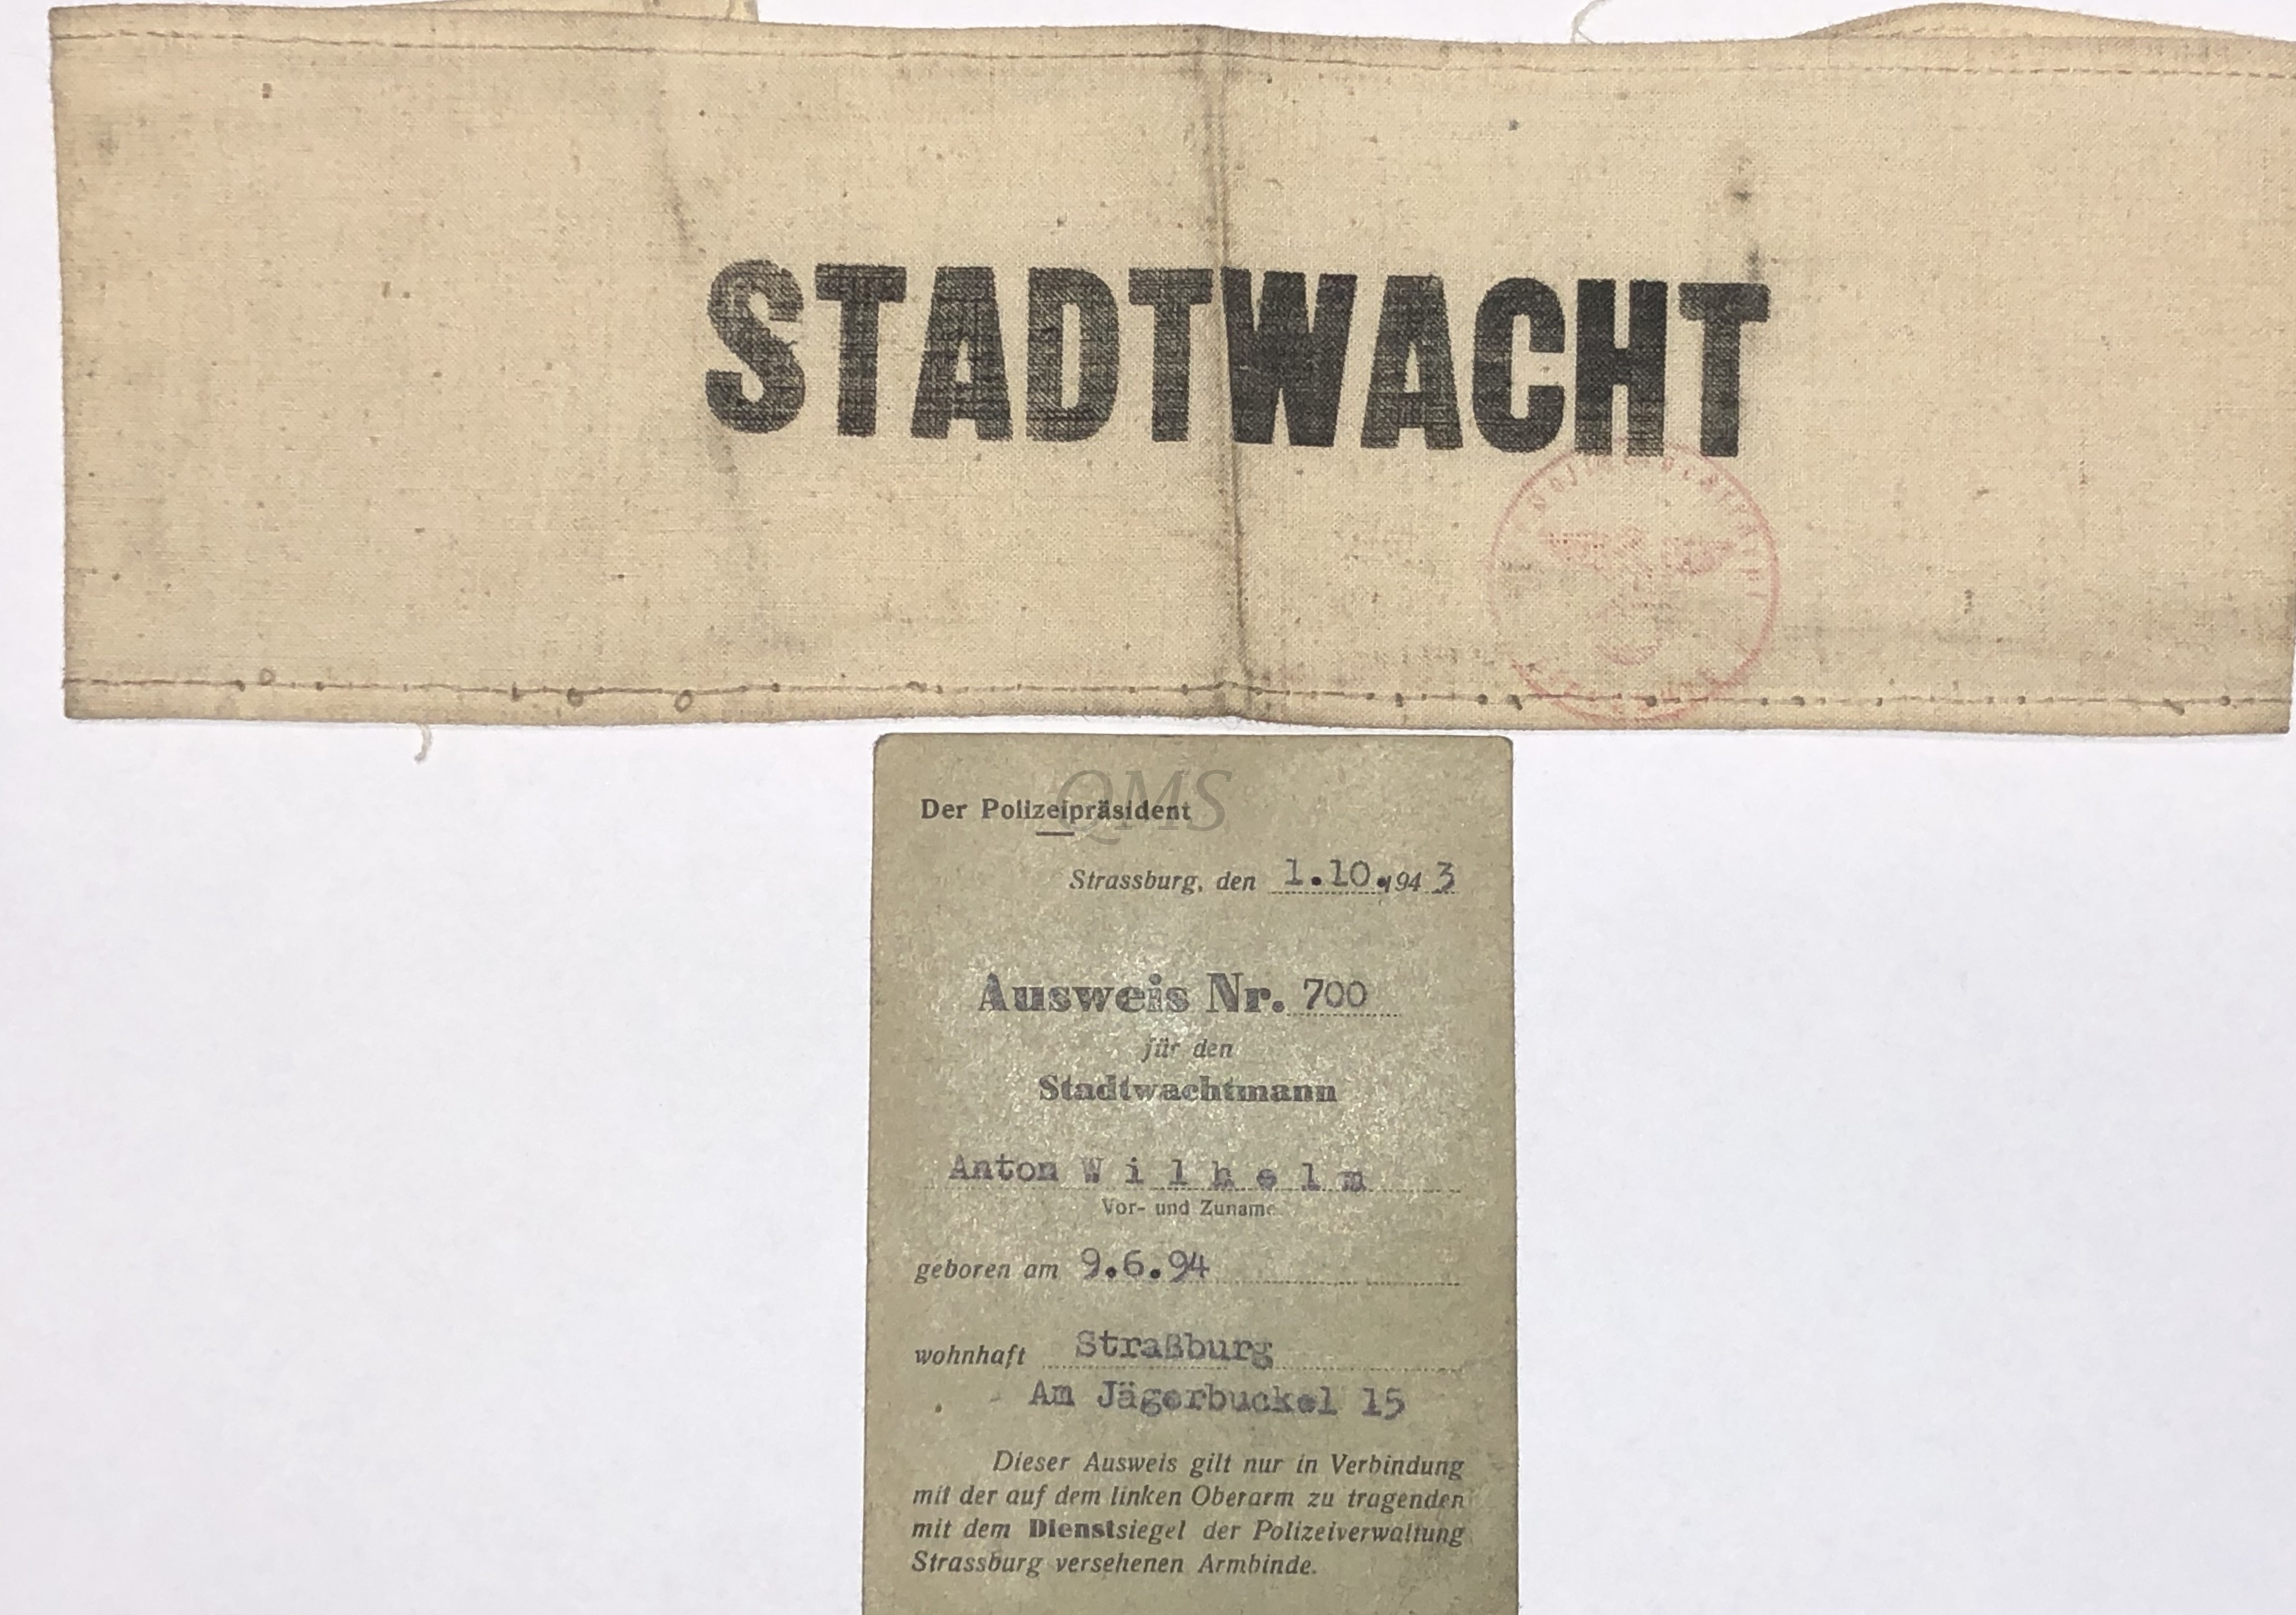 STADTWACHT
QMS
Der Polizeipräsident
Strassburg, den 1.10.1943
Ausweis Nr. 700
für den
Stadtwachtmann
Anton Wilhelm
Vor- und Zuname
geboren am 9.6.94
wohnhaft Straßburg
Am Jägerbuckel 15
Dieser Ausweis gilt nur in Verbindung
mit der auf dem linken Oberarm zu tragenden
mit dem Dienstsiegel der Polizeiverwaltung
Strassburg versehenen Armbinde.